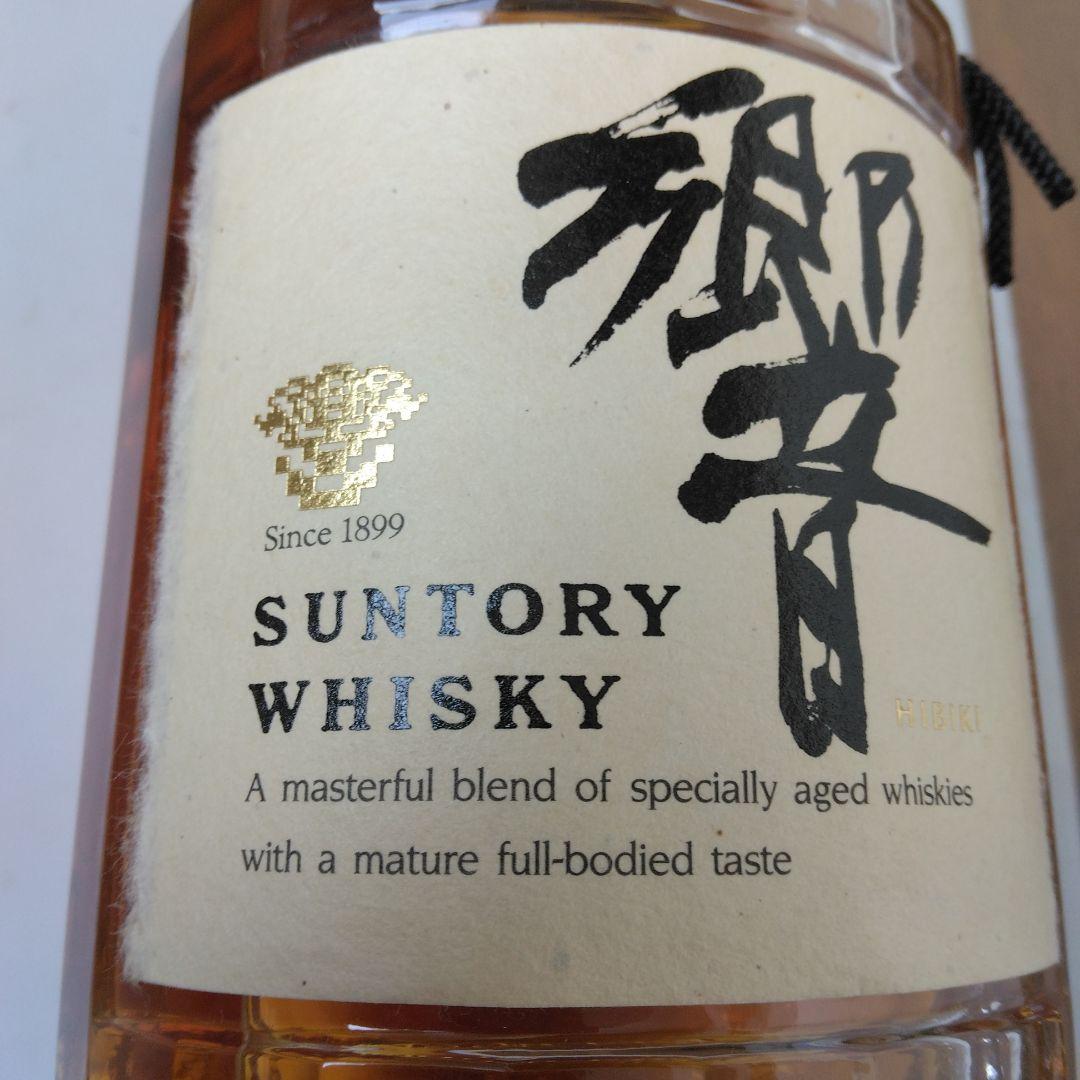 響
Since 1899
SUNTORY
WHISKY
HIBIKI
A masterful blend of specially aged whiskies
with a mature full-bodied taste